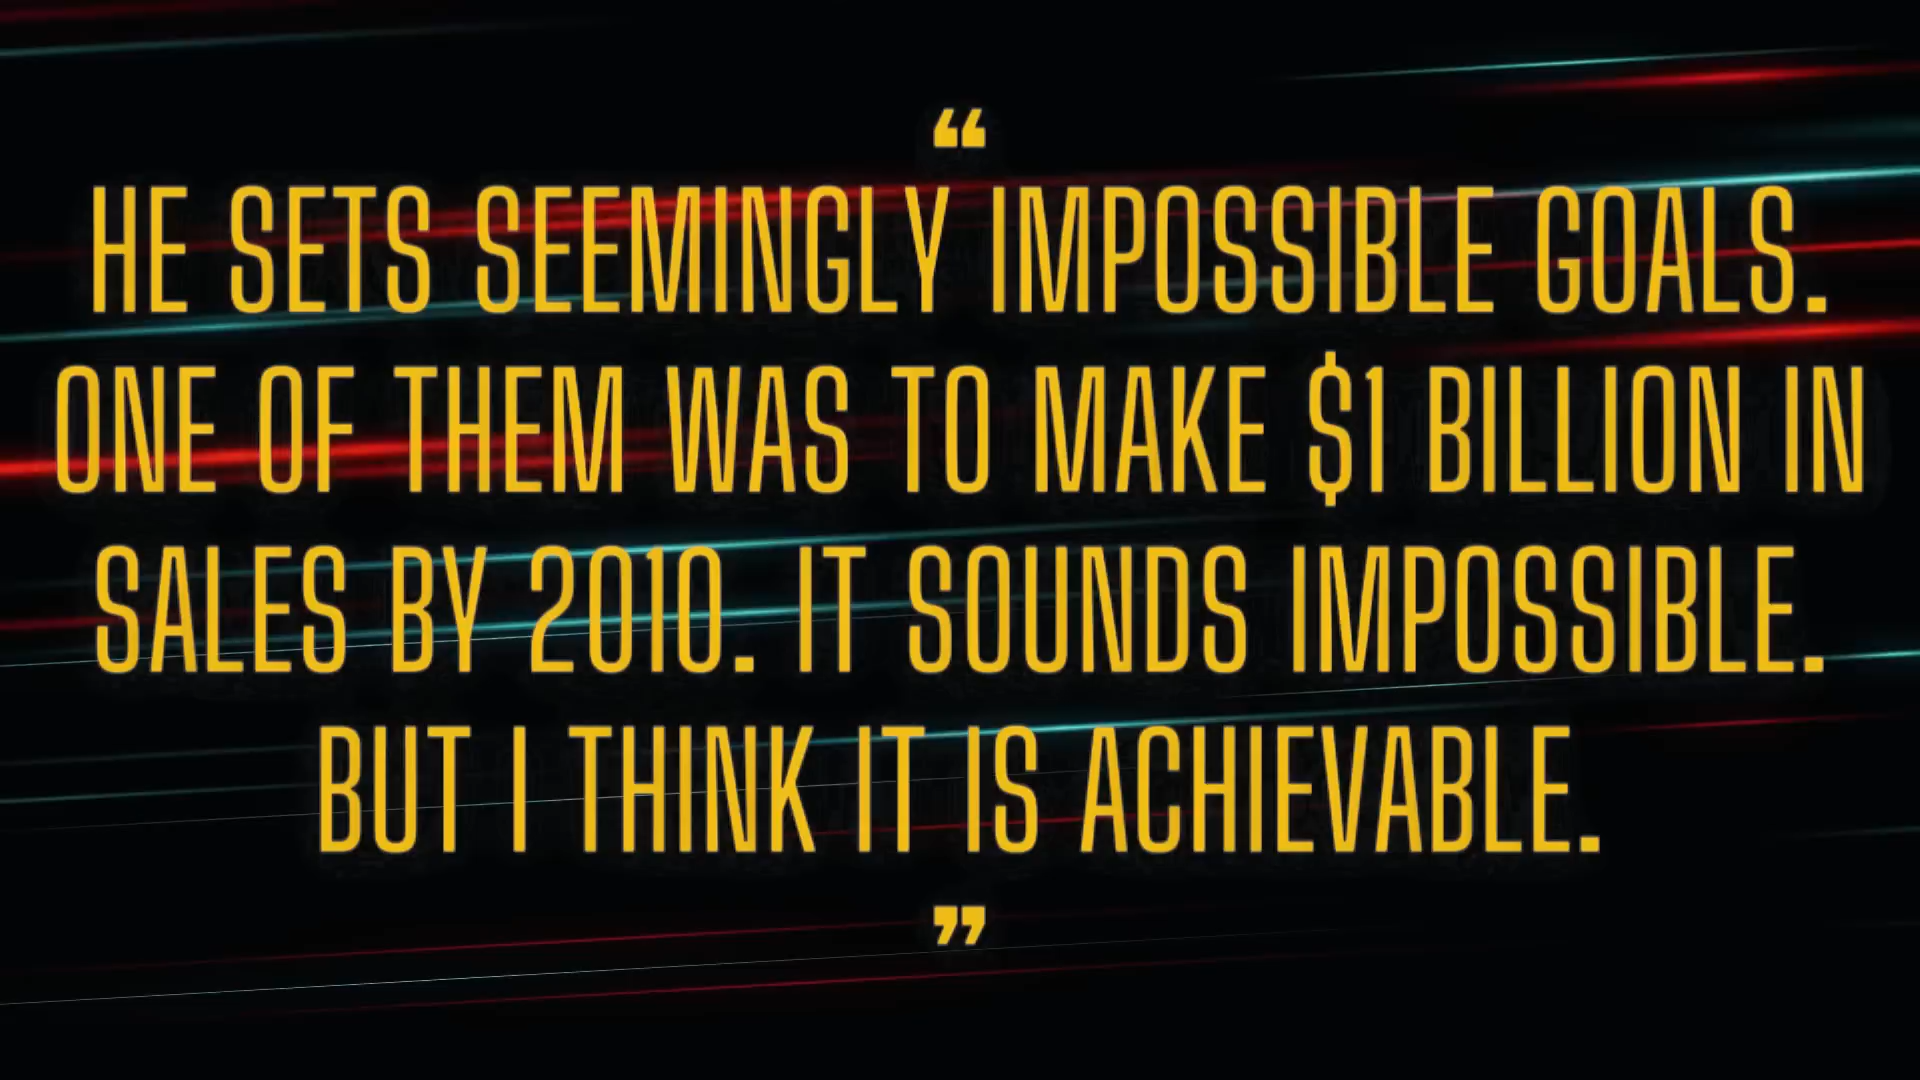 “
HE SETS SEEMINGLY IMPOSSIBLE GOALS.
ONE OF THEM WAS TO MAKE $1 BILLION IN
SALES BY 2010. IT SOUNDS IMPOSSIBLE.
BUT I THINK IT IS ACHIEVABLE.
”